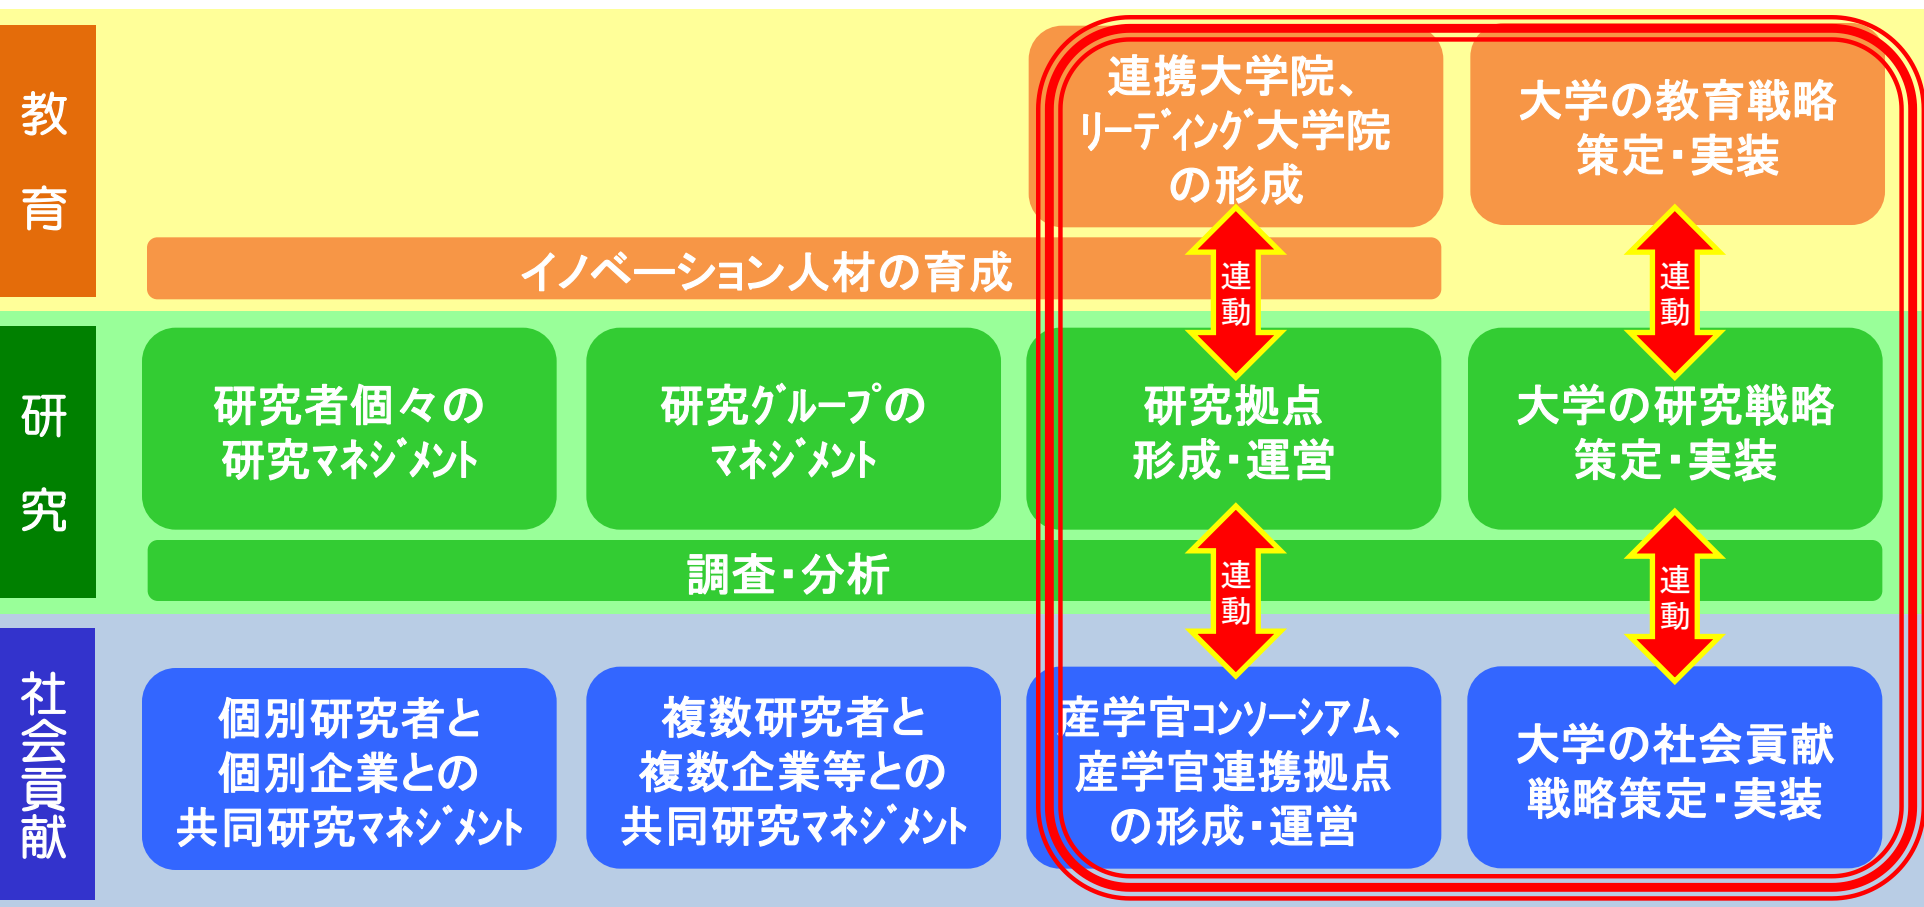 教育
連携大学院、
ﾘｰﾃﾞｨﾝｸﾞ大学院
の形成
大学の教育戦略
策定・実装
イノベーション人材の育成
連動
連動
研究
研究者個々の
研究ﾏﾈｼﾞﾒﾝﾄ
研究ｸﾞﾙｰﾌﾟの
ﾏﾈｼﾞﾒﾝﾄ
研究拠点
形成・運営
大学の研究戦略
策定・実装
調査・分析
連動
連動
社会貢献
個別研究者と
個別企業との
共同研究ﾏﾈｼﾞﾒﾝﾄ
複数研究者と
複数企業等との
共同研究ﾏﾈｼﾞﾒﾝﾄ
産学官ｺﾝｿｰｼｱﾑ、
産学官連携拠点
の形成・運営
大学の社会貢献
戦略策定・実装